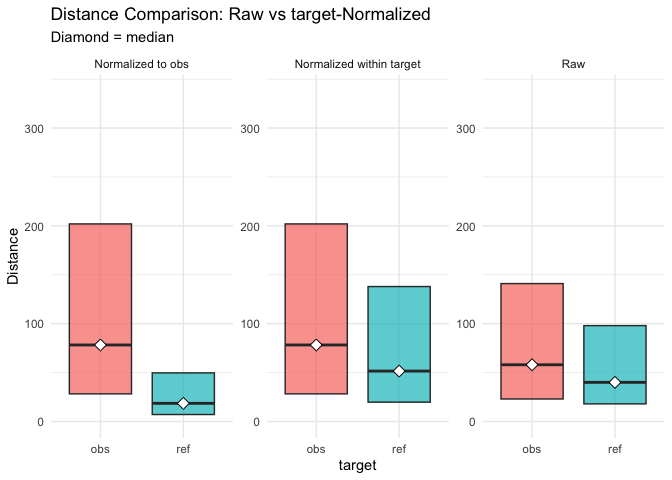 Distance Comparison: Raw vs target-Normalized
Diamond = median
Normalized to obs
Normalized within target
Raw
Distance
300
200
100
0
300
200
100
0
300
200
100
0
obs
ref
obs
ref
obs
ref
target